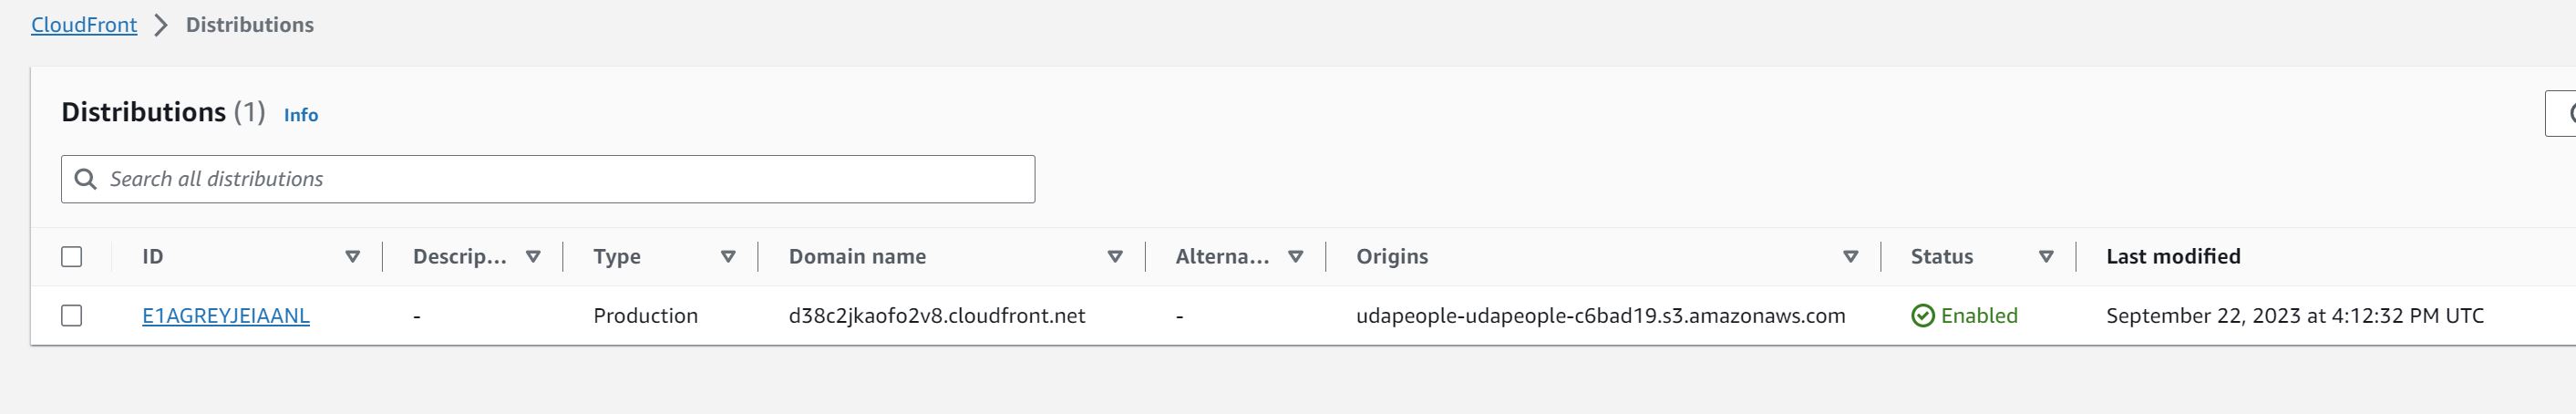 CloudFront Distributions
Distributions (1) Info
Search all distributions
ID Descrip... Type Domain name Alterna... Origins Status Last modified
E1AGREYJEIAANL - Production d38c2jkaofo2v8.cloudfront.net - udapeople-udapeople-c6bad19.s3.amazonaws.com Enabled September 22, 2023 at 4:12:32 PM UTC